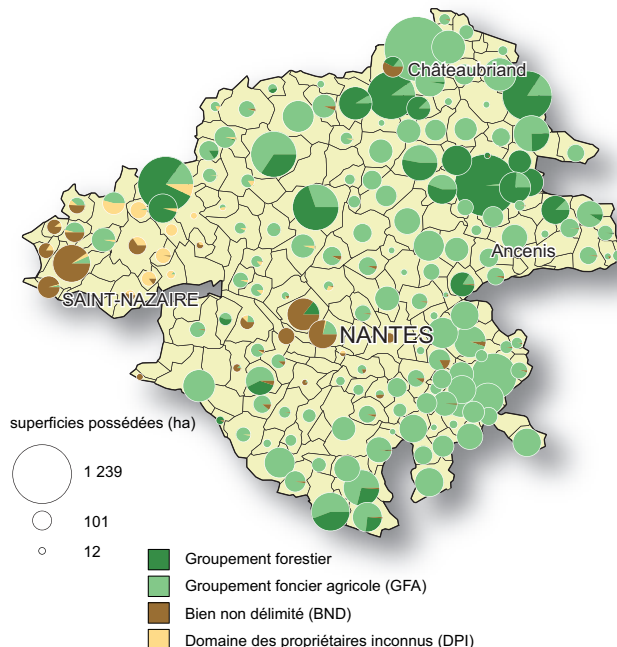 Châteaubriand
Ancenis
SAINT-NAZAIRE
NANTES
superficies possédées (ha)
1 239
101
12
Groupement forestier
Groupement foncier agricole (GFA)
Bien non délimité (BND)
Domaine des propriétaires inconnus (DPI)